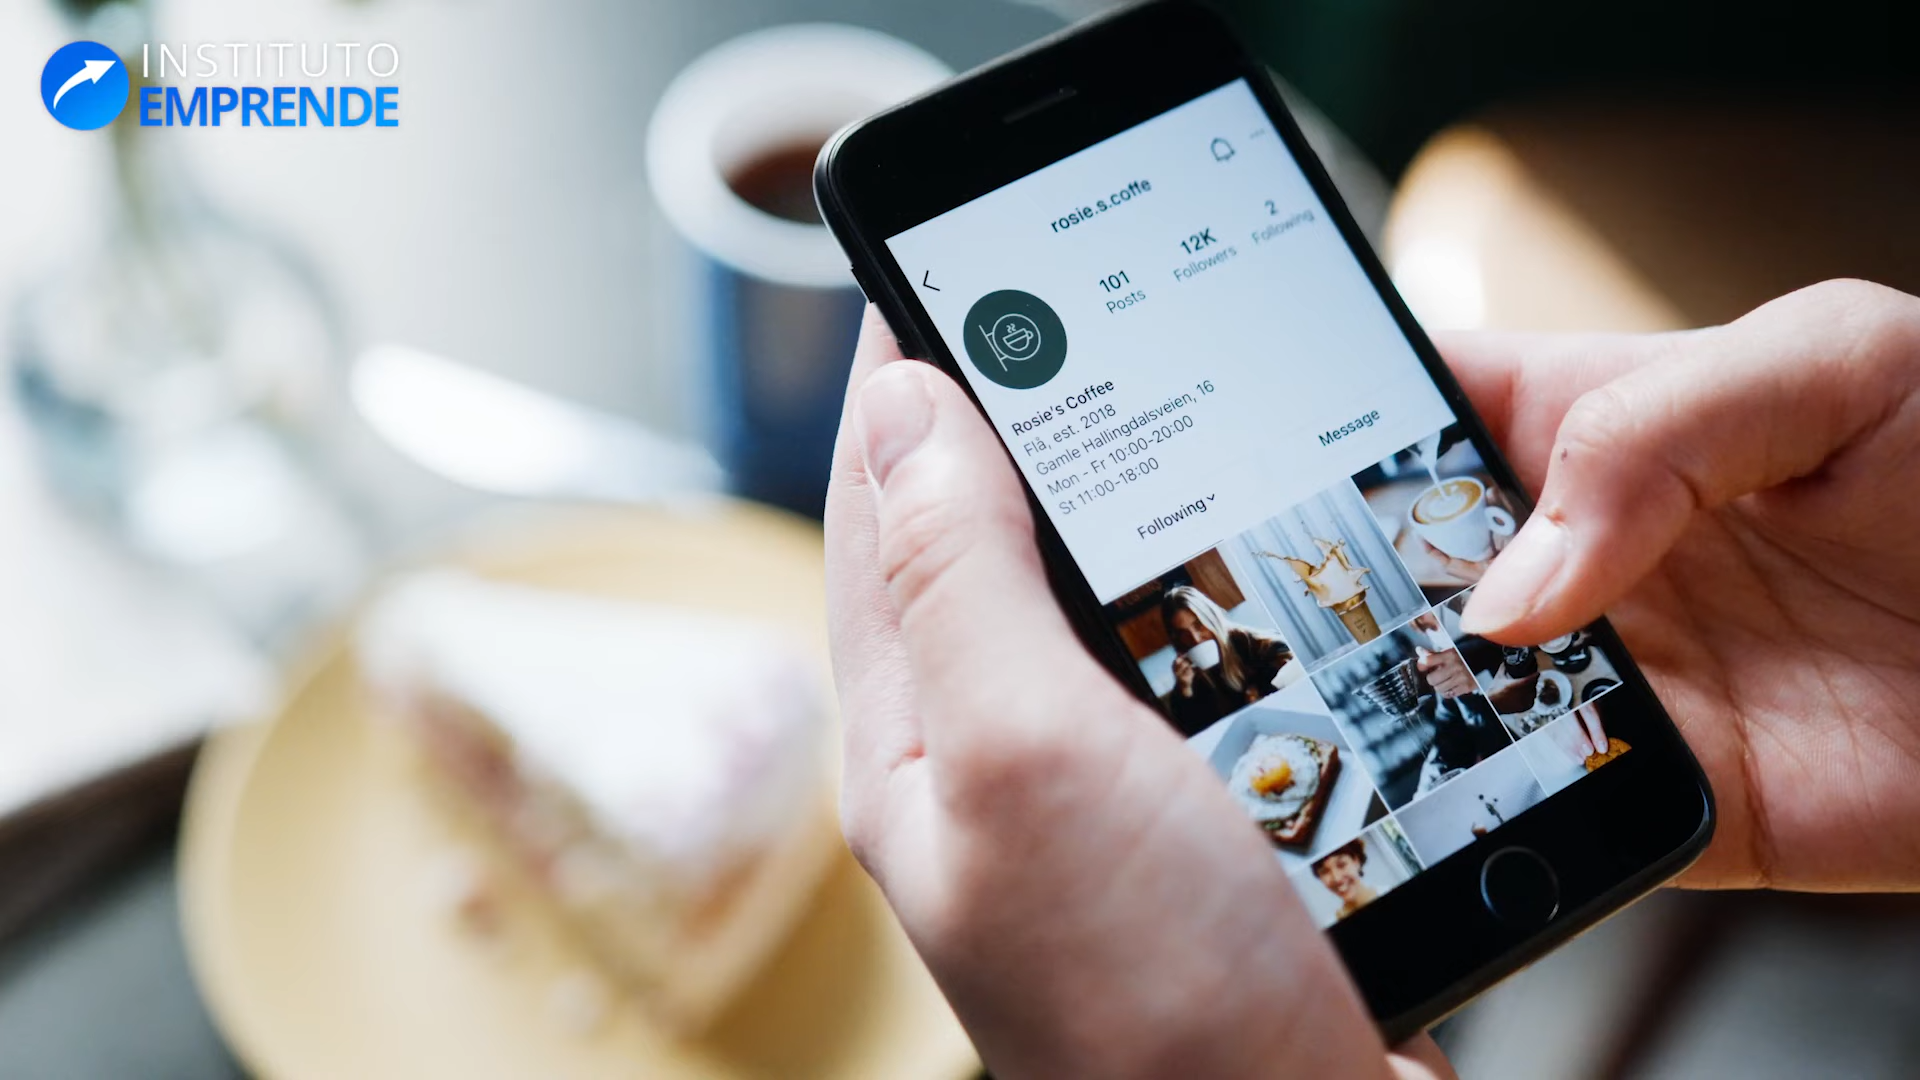 INSTITUTO
EMPRENDE
rosie.s.coffe
101
Posts
12K
Followers
2
Following
Rosie's Coffee
Flå, est. 2018
Gamle Hallingdalsveien, 16
Mon - Fr 10:00-20:00
St 11:00-18:00
Following
Message